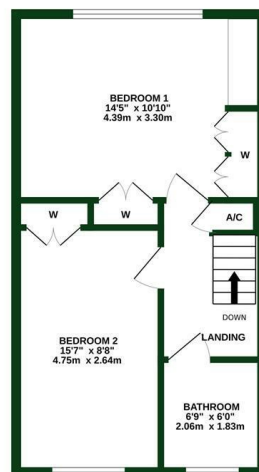 BEDROOM 1
14'5" x 10'10"
4.39m x 3.30m
W
W
W
A/C
DOWN
LANDING
BEDROOM 2
15'7" x 8'8"
4.75m x 2.64m
BATHROOM
6'9" x 6'0"
2.06m x 1.83m